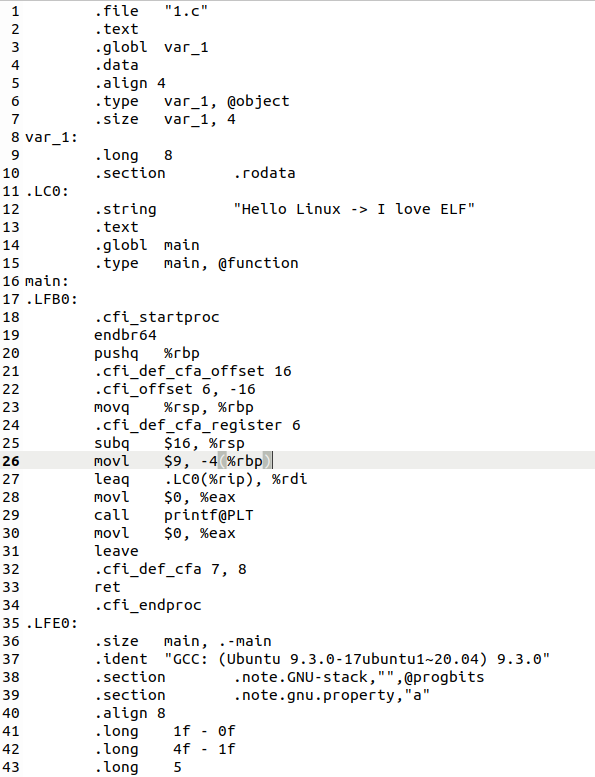 1 .file "1.c"
2 .text
3 .globl var_1
4 .data
5 .align 4
6 .type var_1, @object
7 .size var_1, 4
8 var_1:
9 .long 8
10 .section .rodata
11 .LC0:
12 .string "Hello Linux -> I love ELF"
13 .text
14 .globl main
15 .type main, @function
16 main:
17 .LFB0:
18 .cfi_startproc
19 endbr64
20 pushq %rbp
21 .cfi_def_cfa_offset 16
22 .cfi_offset 6, -16
23 movq %rsp, %rbp
24 .cfi_def_cfa_register 6
25 subq $16, %rsp
26 movl $9, -4(%rbp)
27 leaq .LC0(%rip), %rdi
28 movl $0, %eax
29 call printf@PLT
30 movl $0, %eax
31 leave
32 .cfi_def_cfa 7, 8
33 ret
34 .cfi_endproc
35 .LFE0:
36 .size main, .-main
37 .ident "GCC: (Ubuntu 9.3.0-17ubuntu1~20.04) 9.3.0"
38 .section .note.GNU-stack,"",@progbits
39 .section .note.gnu.property,"a"
40 .align 8
41 .long 1f - 0f
42 .long 4f - 1f
43 .long 5